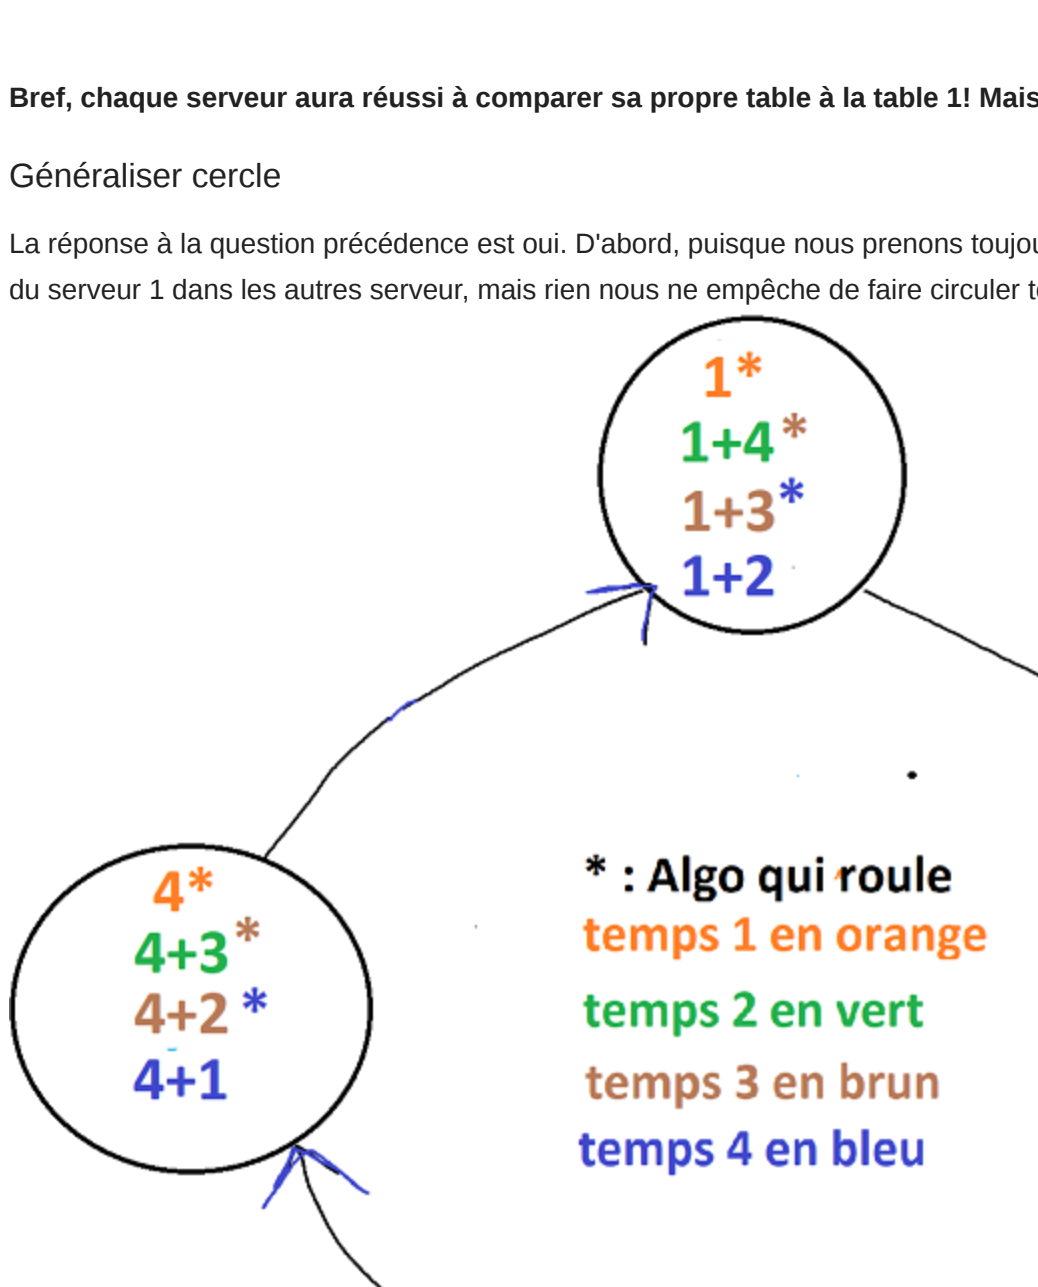 Bref, chaque serveur aura réussi à comparer sa propre table à la table 1! Mais
Généraliser cercle
La réponse à la question précédence est oui. D'abord, puisque nous prenons
du serveur 1 dans les autres serveur, mais rien nous ne empêche de faire circuler
1*
1+4 *
1+3 *
1+2
4*
4+3 *
4+2 *
4+1
* : Algo qui roule
temps 1 en orange
temps 2 en vert
temps 3 en brun
temps 4 en bleu